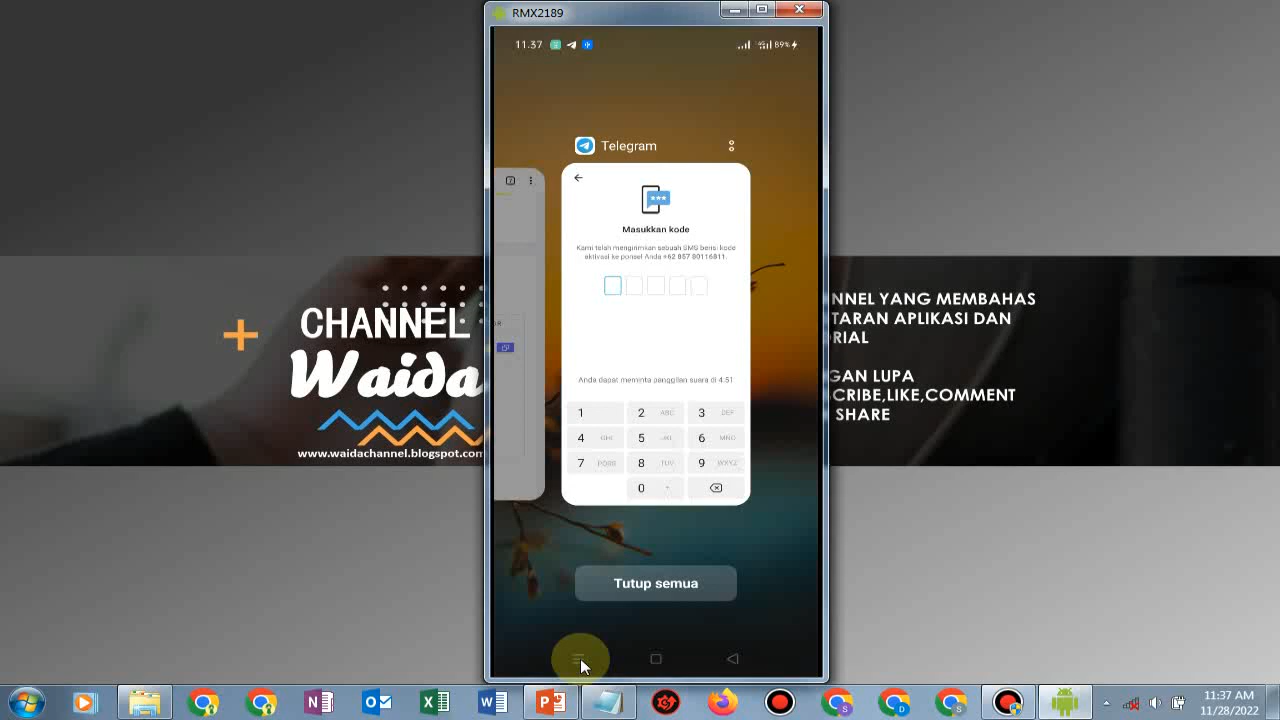 RMX2189
11.37
89%
Telegram
Masukkan kode
Kami telah mengirimkan sebuah SMS berisi kode
aktivasi ke ponsel Anda +62 857 80116811.
Anda dapat meminta panggilan suara di 4.51
1
2 ABC
3 DEF
4 GHI
5 JKL
6 MNO
7 PQRS
8 TUV
9 WXYZ
0 +
Tutup semua
+
CHANNEL
Waida
www.waidachannel.blogspot.com
NNEL YANG MEMBAHAS
TARAN APLIKASI DAN
RIAL
GAN LUPA
SCRIBE,LIKE,COMMENT
SHARE
11:37 AM
11/28/2022